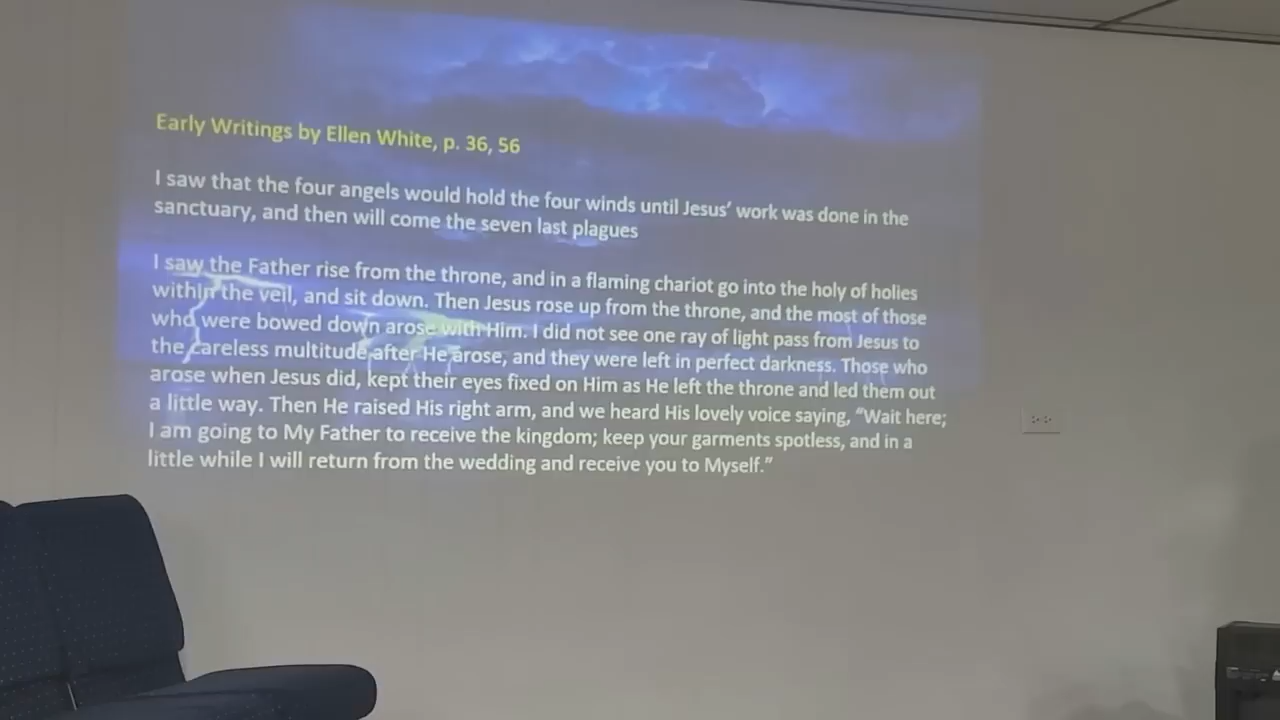 Early Writings by Ellen White, p. 36, 56
I saw that the four angels would hold the four winds until Jesus' work was done in the
sanctuary, and then will come the seven last plagues
I saw the Father rise from the throne, and in a flaming chariot go into the holy of holies
within the veil, and sit down. Then Jesus rose up from the throne, and the most of those
who were bowed down arose with Him. I did not see one ray of light pass from Jesus to
the careless multitude after He arose, and they were left in perfect darkness. Those who
arose when Jesus did, kept their eyes fixed on Him as He left the throne and led them out
a little way. Then He raised His right arm, and we heard His lovely voice saying, “Wait here;
I am going to My Father to receive the kingdom; keep your garments spotless, and in a
little while I will return from the wedding and receive you to Myself.”